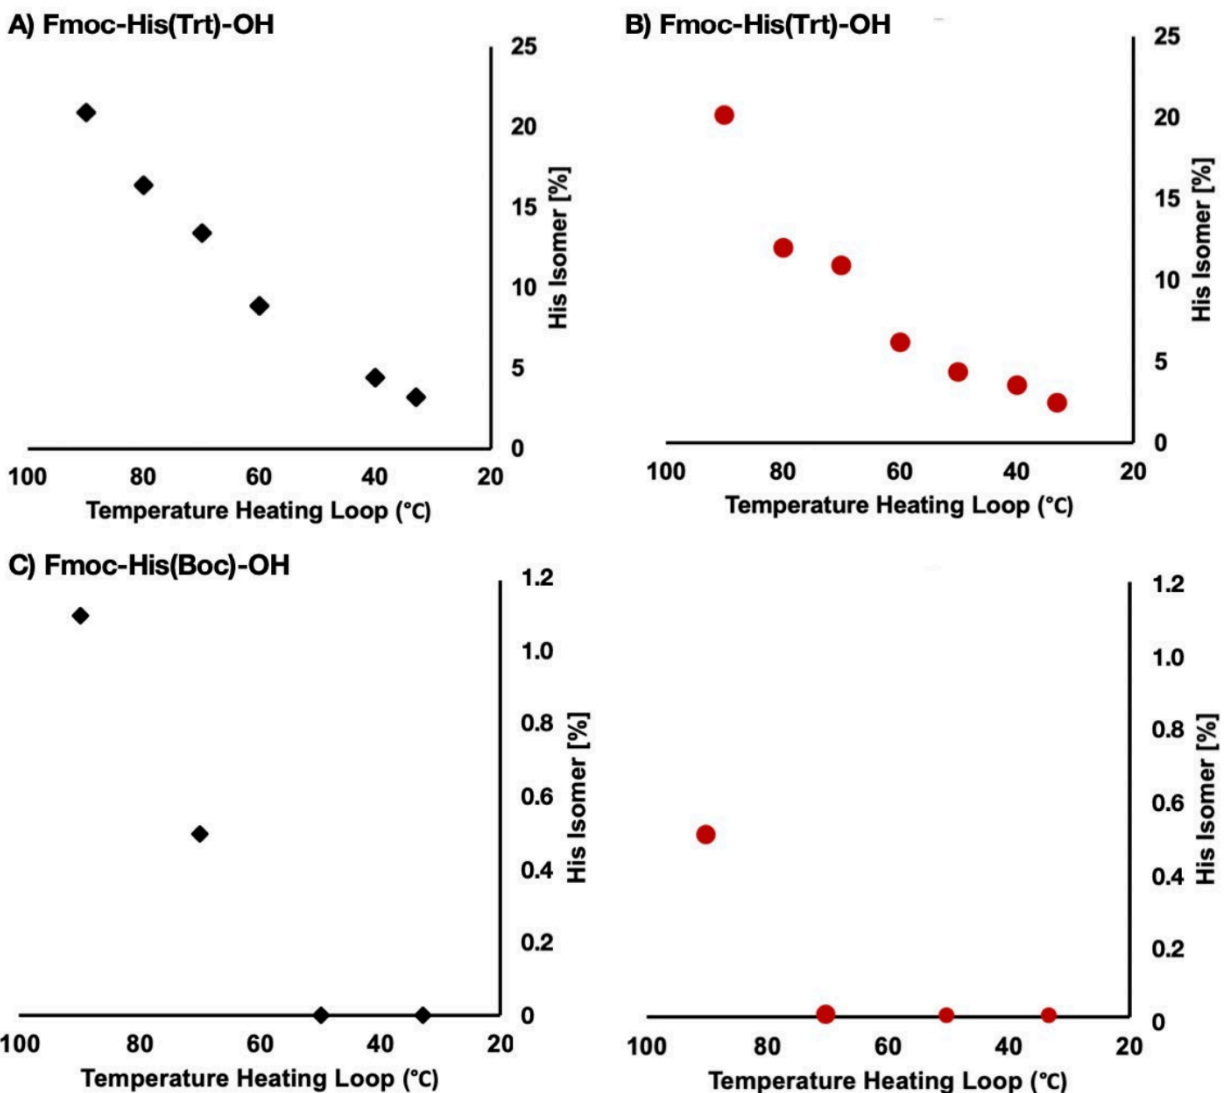 A) Fmoc-His(Trt)-OH
25
20
15
10
5
0
His Isomer [%]
100 80 60 40 20
Temperature Heating Loop (°C)
B) Fmoc-His(Trt)-OH
25
20
15
10
5
0
His Isomer [%]
100 80 60 40 20
Temperature Heating Loop (°C)
C) Fmoc-His(Boc)-OH
1.2
1.0
0.8
0.6
0.4
0.2
0
His Isomer [%]
100 80 60 40 20
Temperature Heating Loop (°C)
1.2
1.0
0.8
0.6
0.4
0.2
0
His Isomer [%]
100 80 60 40 20
Temperature Heating Loop (°C)